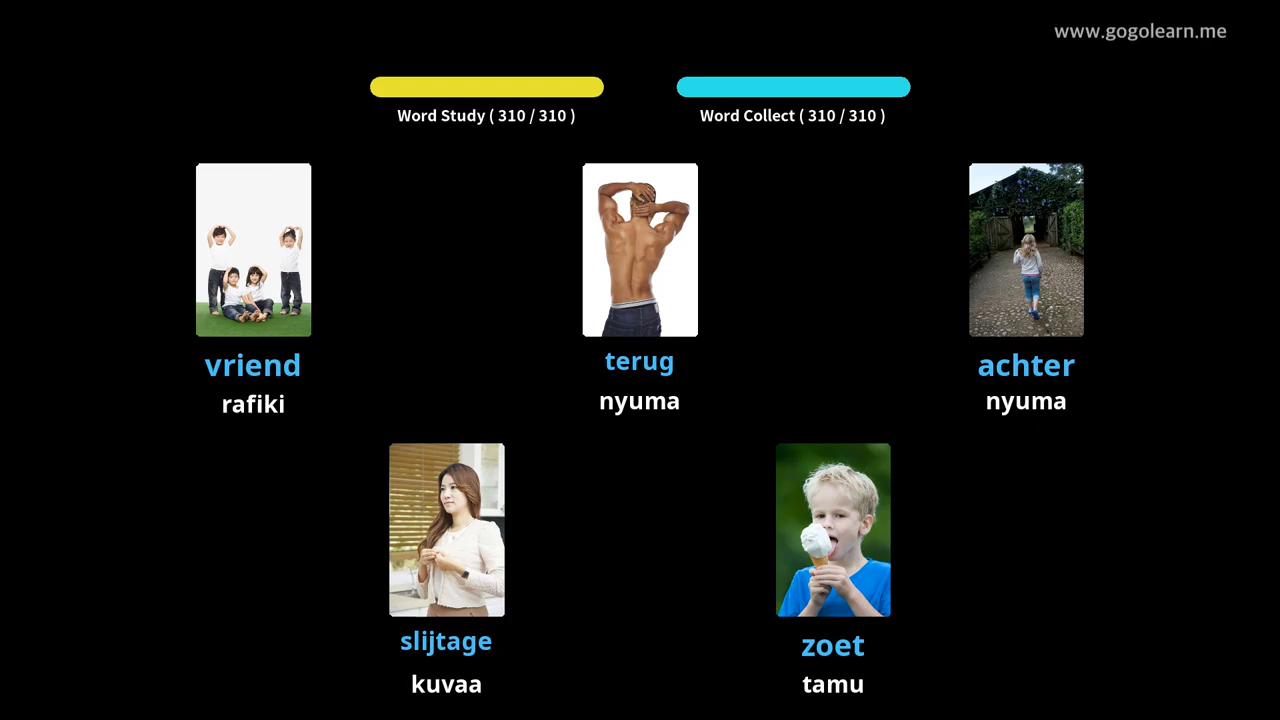 www.gogolearn.me
Word Study ( 310 / 310 )
Word Collect ( 310 / 310 )
vriend
rafiki
terug
nyuma
achter
nyuma
slijtage
kuvaa
zoet
tamu